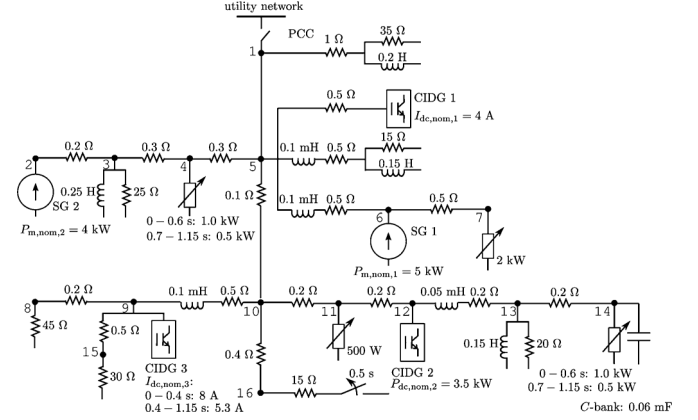 utility network
PCC
1
1 Ω
35 Ω
0.2 H
0.5 Ω
CIDG 1
I_dc,nom,1 = 4 A
0.2 Ω
0.3 Ω
0.3 Ω
0.1 mH
0.5 Ω
15 Ω
0.15 H
2
3
4
5
SG 2
0.25 H
25 Ω
0.1 Ω
0.1 mH
0.5 Ω
0.5 Ω
6
7
SG 1
0 – 0.6 s: 1.0 kW
0.7 – 1.15 s: 0.5 kW
P_m,nom,2 = 4 kW
P_m,nom,1 = 5 kW
2 kW
0.2 Ω
0.1 mH
0.5 Ω
0.2 Ω
0.2 Ω
0.05 mH
0.2 Ω
0.2 Ω
8
9
10
11
12
13
14
45 Ω
0.5 Ω
15
30 Ω
CIDG 3
I_dc,nom,3:
0 – 0.4 s: 8 A
0.4 – 1.15 s: 5.3 A
0.4 Ω
16
15 Ω
0.5 s
500 W
CIDG 2
P_dc,nom,2 = 3.5 kW
0.15 H
20 Ω
0 – 0.6 s: 1.0 kW
0.7 – 1.15 s: 0.5 kW
C-bank: 0.06 mF